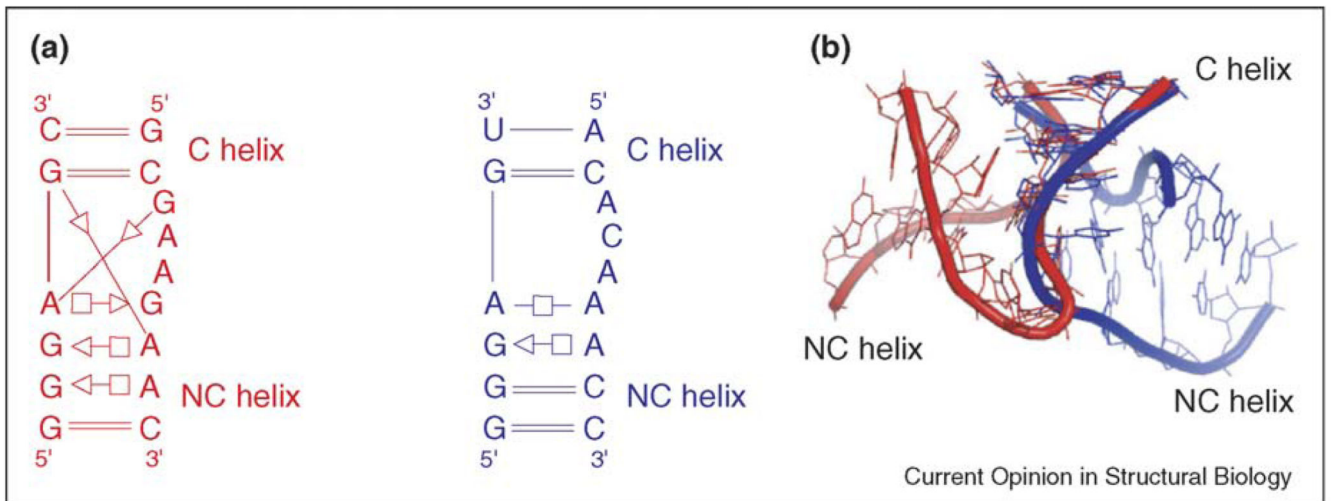 (a)
3' 5'
C G
G C
C helix
G
A
A
A G
G A
G A
NC helix
G C
5' 3'
3' 5'
U A
G C
C helix
A
C
A
A A
G A
G C
NC helix
G C
5' 3'
(b)
C helix
NC helix
NC helix
Current Opinion in Structural Biology